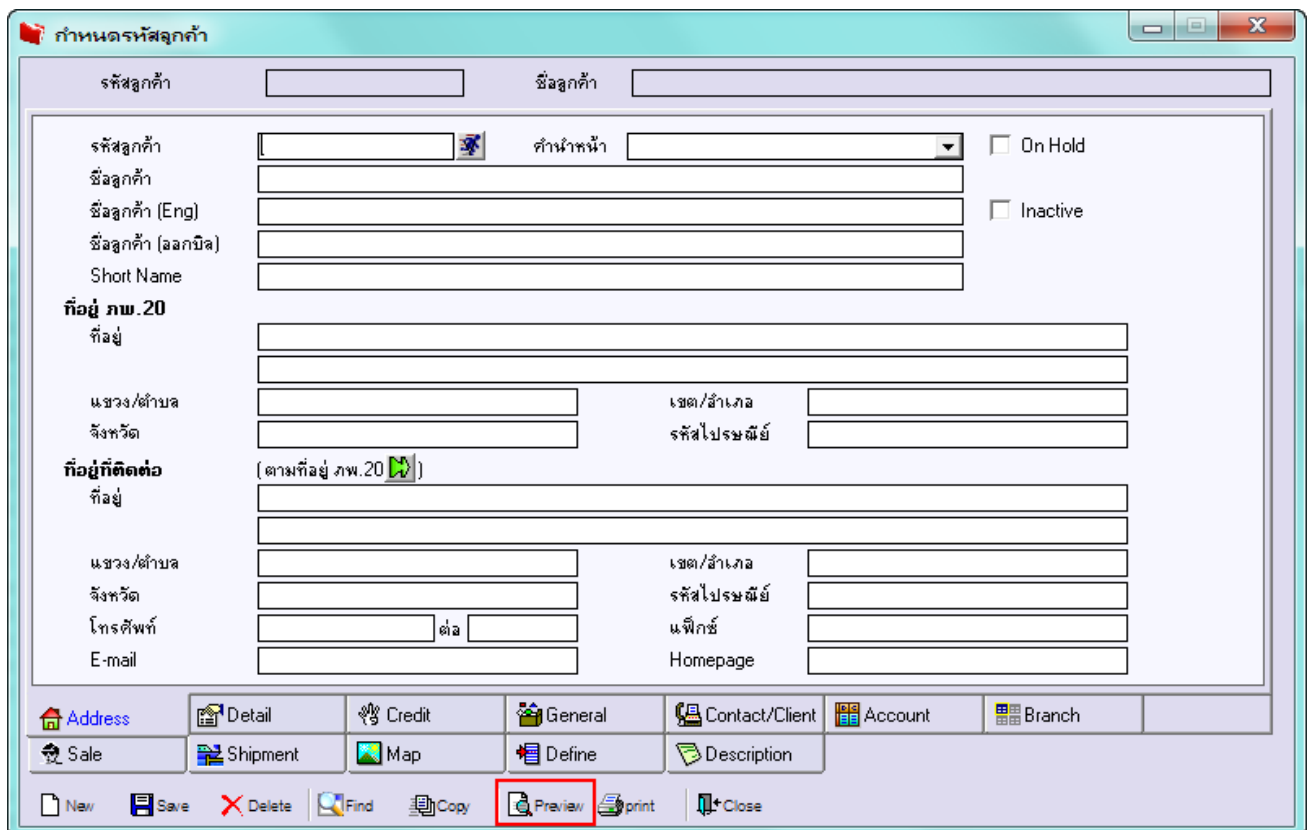 กำหนดรหัสลูกค้า
รหัสลูกค้า ชื่อลูกค้า
รหัสลูกค้า คำนำหน้า On Hold
ชื่อลูกค้า
ชื่อลูกค้า (Eng) Inactive
ชื่อลูกค้า (ออกบิล)
Short Name
ที่อยู่ ภพ.20
ที่อยู่
แขวง/ตำบล เขต/อำเภอ
จังหวัด รหัสไปรษณีย์
ที่อยู่ที่ติดต่อ (ตามที่อยู่ ภพ.20 )
ที่อยู่
แขวง/ตำบล เขต/อำเภอ
จังหวัด รหัสไปรษณีย์
โทรศัพท์ ต่อ แฟ็กซ์
E-mail Homepage
Address Detail Credit General Contact/Client Account Branch
Sale Shipment Map Define Description
New Save Delete Find Copy Preview print Close